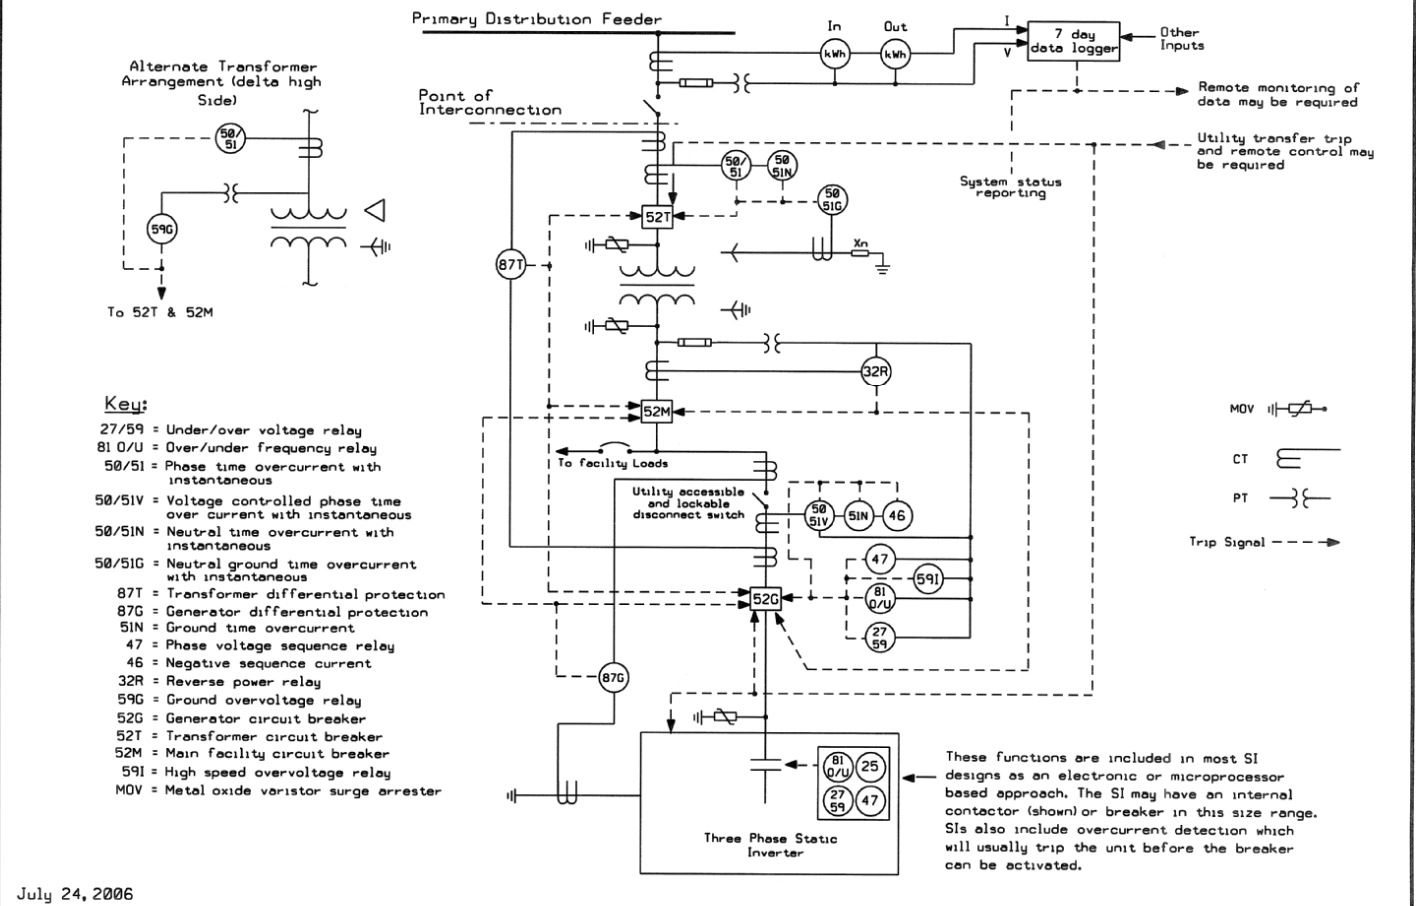 Primary Distribution Feeder
In
Out
kWh
kWh
I
V
7 day
data logger
Other
Inputs
Alternate Transformer
Arrangement (delta high
Side)
Remote monitoring of
data may be required
Point of
Interconnection
50/
51
Utility transfer trip
and remote control may
be required
50/
51
50
51N
System status
reporting
50
51G
52T
59G
Xn
87T
To 52T & 52M
32R
52M
Key:
27/59 = Under/over voltage relay
81 O/U = Over/under frequency relay
50/51 = Phase time overcurrent with
instantaneous
50/51V = Voltage controlled phase time
over current with instantaneous
50/51N = Neutral time overcurrent with
instantaneous
50/51G = Neutral ground time overcurrent
with instantaneous
87T = Transformer differential protection
87G = Generator differential protection
51N = Ground time overcurrent
47 = Phase voltage sequence relay
46 = Negative sequence current
32R = Reverse power relay
59G = Ground overvoltage relay
52G = Generator circuit breaker
52T = Transformer circuit breaker
52M = Main facility circuit breaker
59I = High speed overvoltage relay
MOV = Metal oxide varistor surge arrester
MOV
CT
PT
Trip Signal
To facility Loads
Utility accessible
and lockable
disconnect switch
50
51V
51N
46
47
59I
81
O/U
52G
27
59
87G
81
O/U
25
27
59
47
Three Phase Static
Inverter
These functions are included in most SI
designs as an electronic or microprocessor
based approach. The SI may have an internal
contactor (shown) or breaker in this size range.
SIs also include overcurrent detection which
will usually trip the unit before the breaker
can be activated.
July 24, 2006